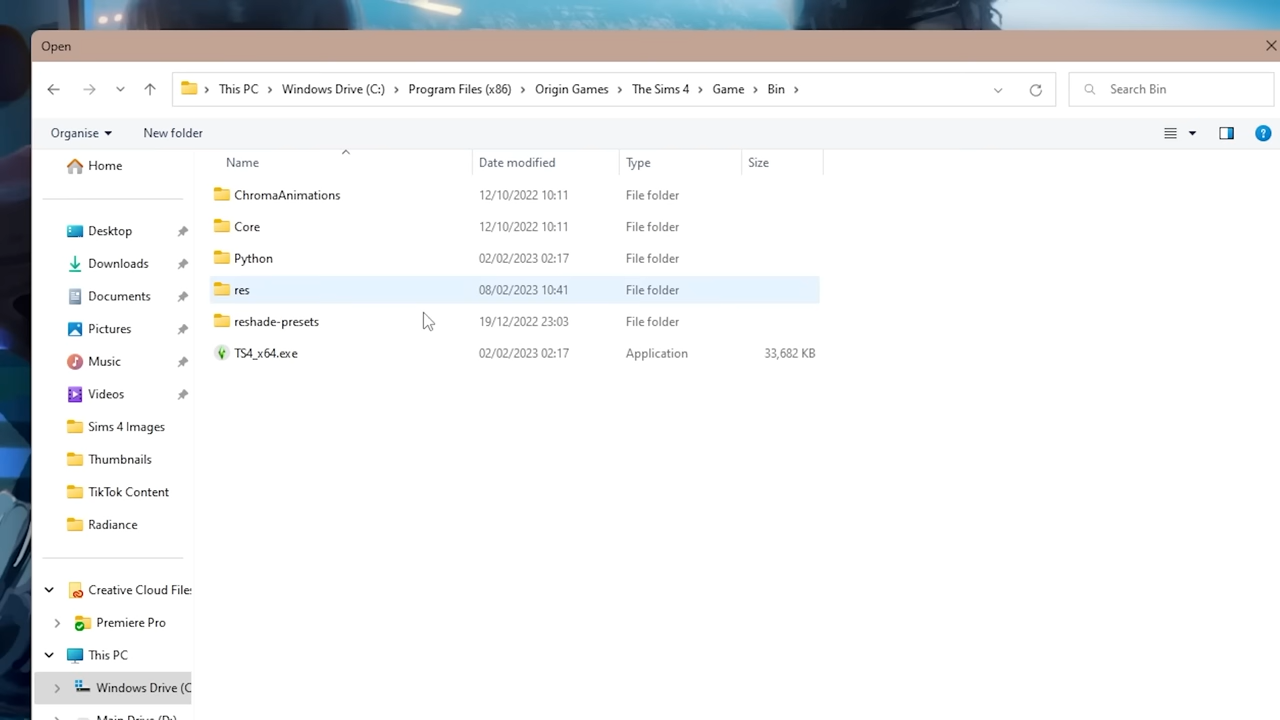 Open
This PC > Windows Drive (C:) > Program Files (x86) > Origin Games > The Sims 4 > Game > Bin >
Search Bin
Organise
New folder
Name
Date modified
Type
Size
Home
Desktop
Downloads
Documents
Pictures
Music
Videos
Sims 4 Images
Thumbnails
TikTok Content
Radiance
Creative Cloud Files
Premiere Pro
This PC
Windows Drive (C
Main Drive (D:)
ChromaAnimations 12/10/2022 10:11 File folder
Core 12/10/2022 10:11 File folder
Python 02/02/2023 02:17 File folder
res 08/02/2023 10:41 File folder
reshade-presets 19/12/2022 23:03 File folder
TS4_x64.exe 02/02/2023 02:17 Application 33,682 KB